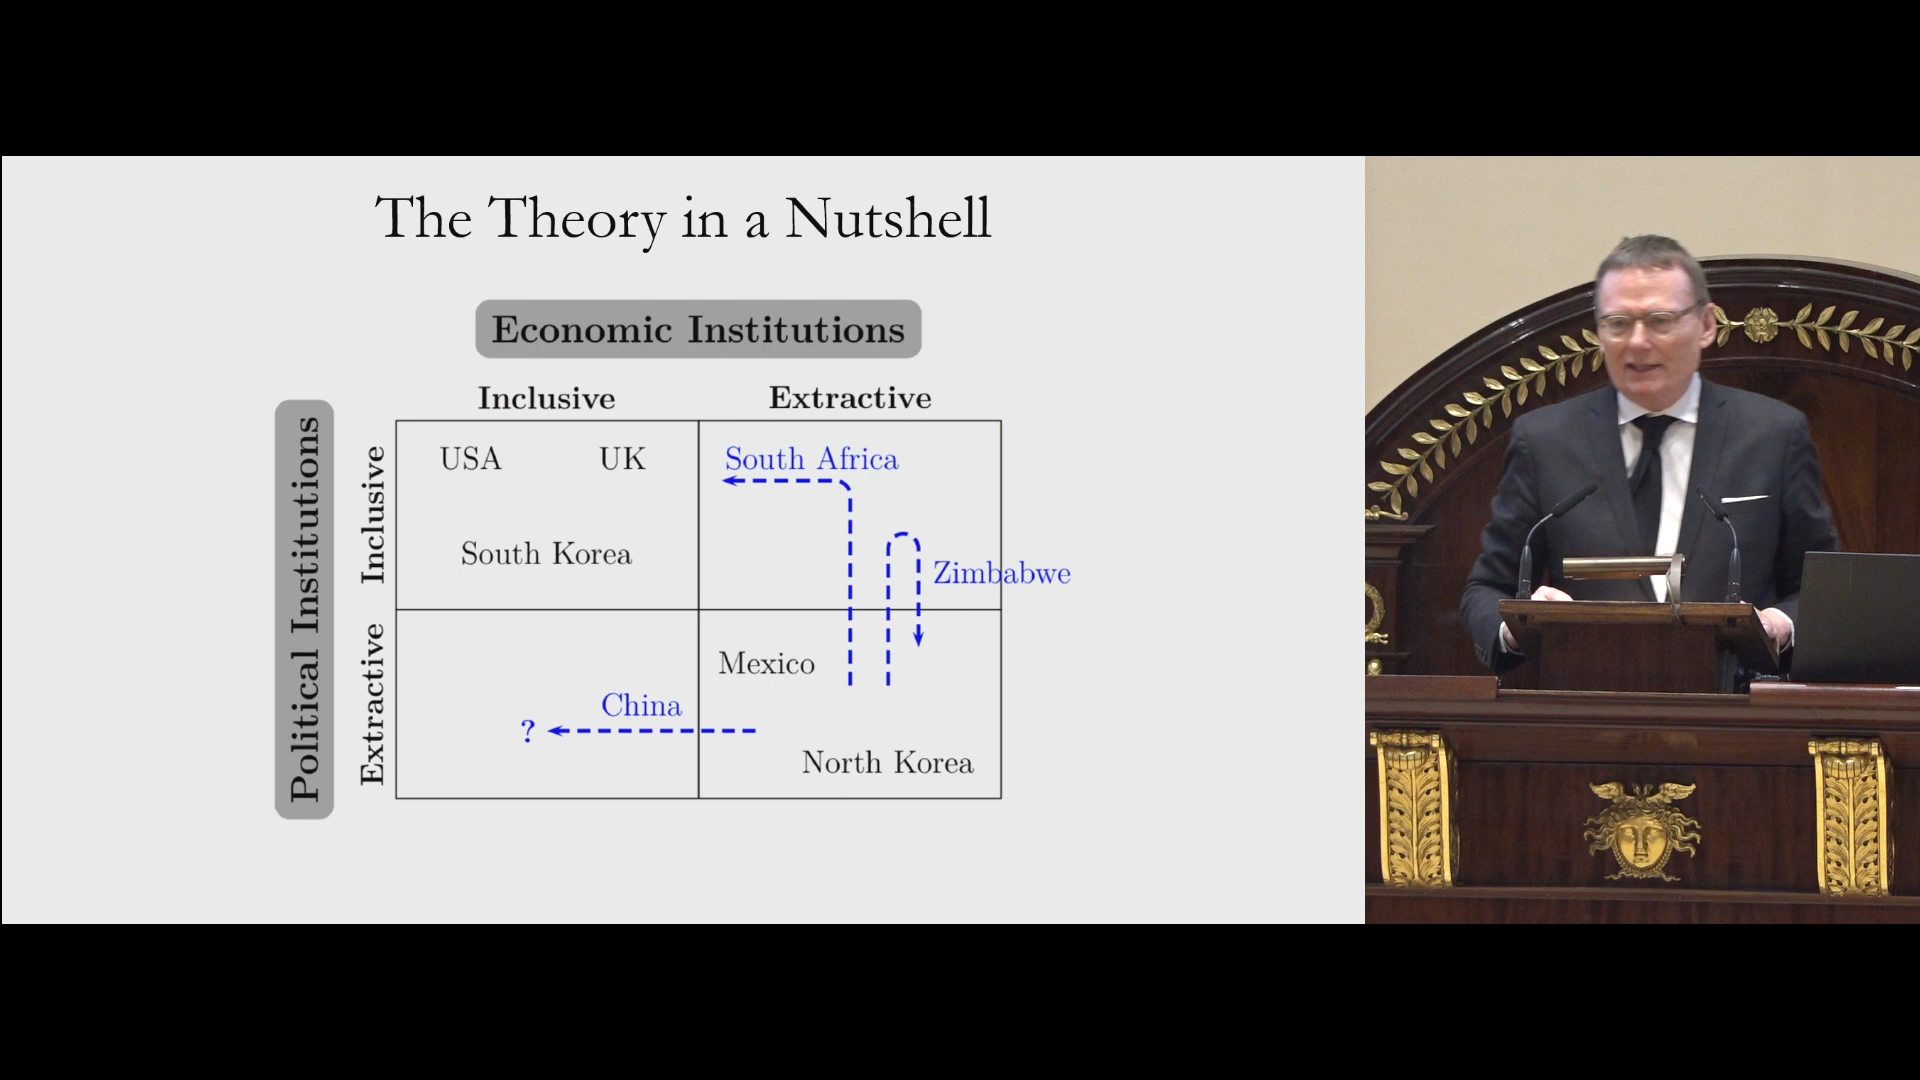 The Theory in a Nutshell
Economic Institutions
Inclusive Extractive
Political Institutions
Inclusive
Extractive
USA UK
South Korea
South Africa
Zimbabwe
Mexico
China
?
North Korea